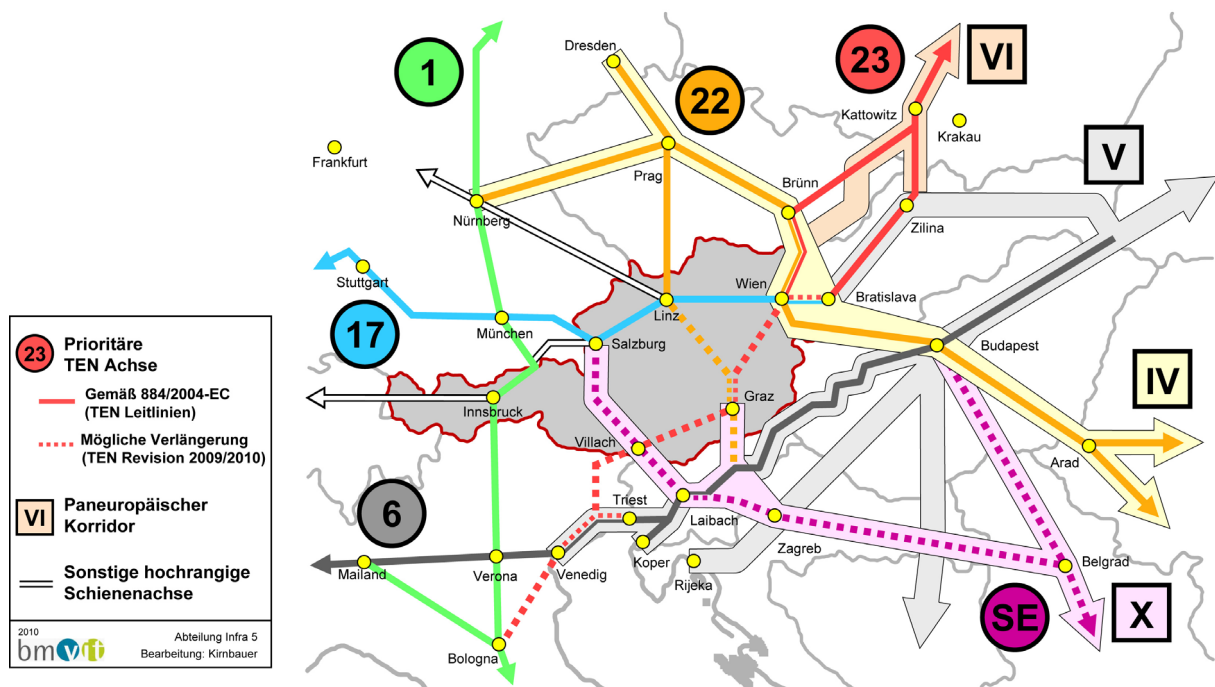 1
22
23
VI
V
17
6
IV
SE
X
Dresden
Kattowitz
Krakau
Frankfurt
Prag
Brünn
Nürnberg
Zilina
Stuttgart
Wien
Bratislava
Linz
München
Salzburg
Budapest
Innsbruck
Graz
Villach
Arad
Triest
Laibach
Zagreb
Mailand
Verona
Venedig
Koper
Rijeka
Belgrad
Bologna
23
Prioritäre
TEN Achse
Gemäß 884/2004-EC
(TEN Leitlinien)
Mögliche Verlängerung
(TEN Revision 2009/2010)
VI
Paneuropäischer
Korridor
Sonstige hochrangige
Schienenachse
2010
bmvit
Abteilung Infra 5
Bearbeitung: Kirnbauer